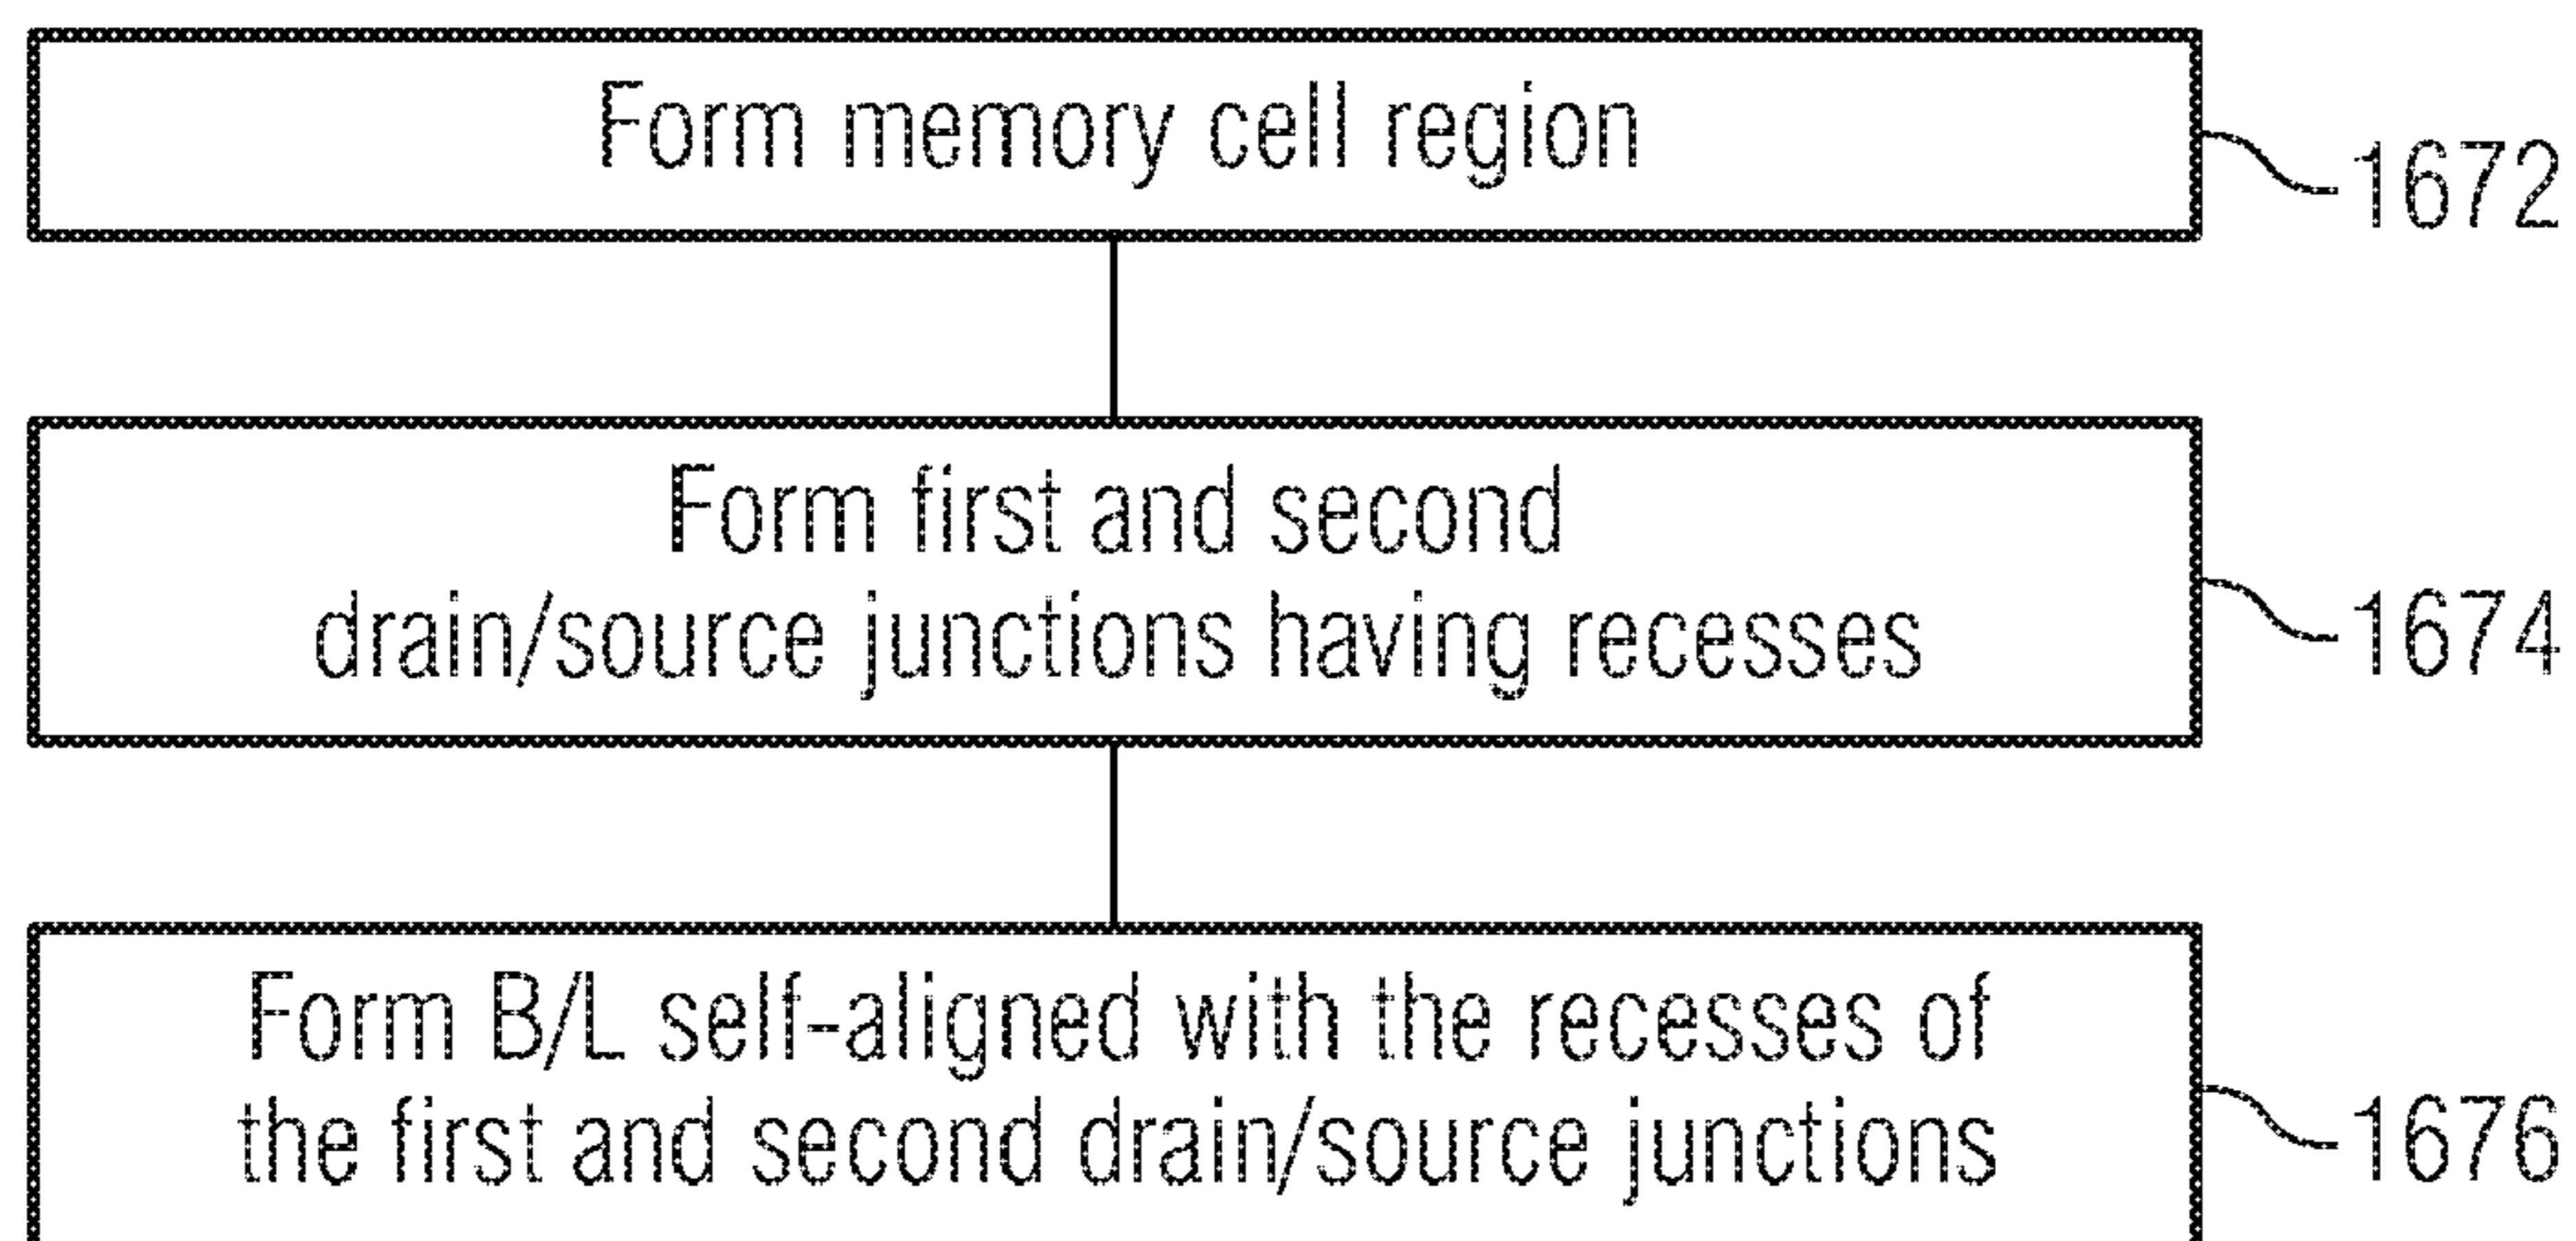 Form memory cell region
1672
Form first and second
drain/source junctions having recesses
1674
Form B/L self-aligned with the recesses of
the first and second drain/source junctions
1676